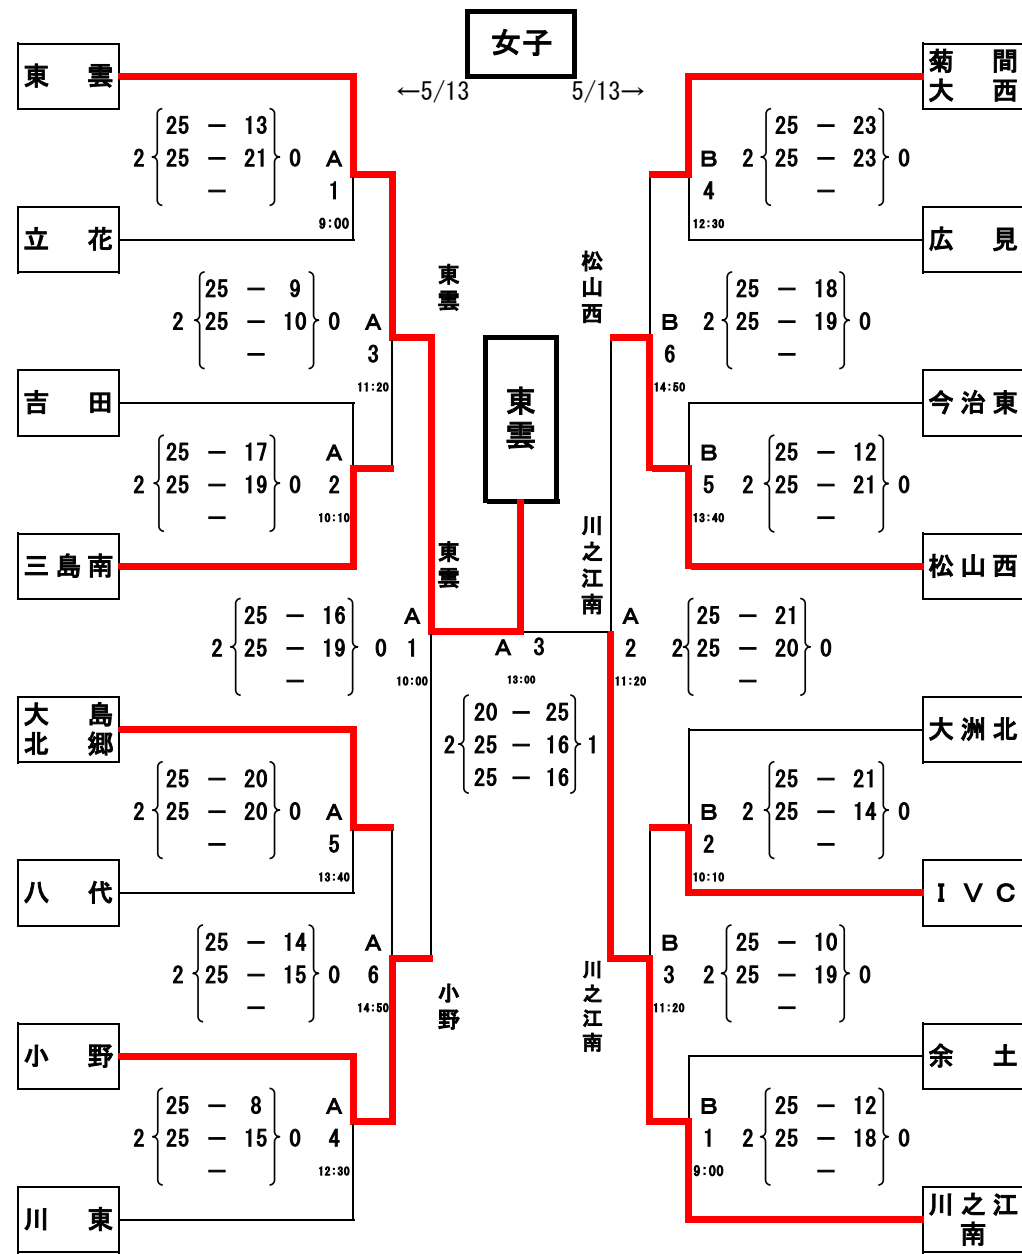 女子
←5/13 5/13→
東雲
25 － 13
2 25 － 21 0
－
A
1
9:00
立花
25 － 9
2 25 － 10 0
－
A
3
11:20
東雲
吉田
25 － 17
2 25 － 19 0
－
A
2
10:10
三島南
東雲
25 － 16
2 25 － 19 0
－
A
1
10:00
大島
北郷
25 － 20
2 25 － 20 0
－
A
5
13:40
八代
25 － 14
2 25 － 15 0
－
A
6
14:50
小野
小野
25 － 8
2 25 － 15 0
－
A
4
12:30
川東
東雲
A 3
13:00
20 － 25
2 25 － 16 1
25 － 16
菊間
大西
B
4
12:30
25 － 23
2 25 － 23 0
－
広見
松山西
B
6
14:50
25 － 18
2 25 － 19 0
－
今治東
B
5
13:40
25 － 12
2 25 － 21 0
－
松山西
川之江南
A
2
11:20
25 － 21
2 25 － 20 0
－
大洲北
B
2
10:10
25 － 21
2 25 － 14 0
－
ＩＶＣ
川之江南
B
3
11:20
25 － 10
2 25 － 19 0
－
余土
B
1
9:00
25 － 12
2 25 － 18 0
－
川之江
南